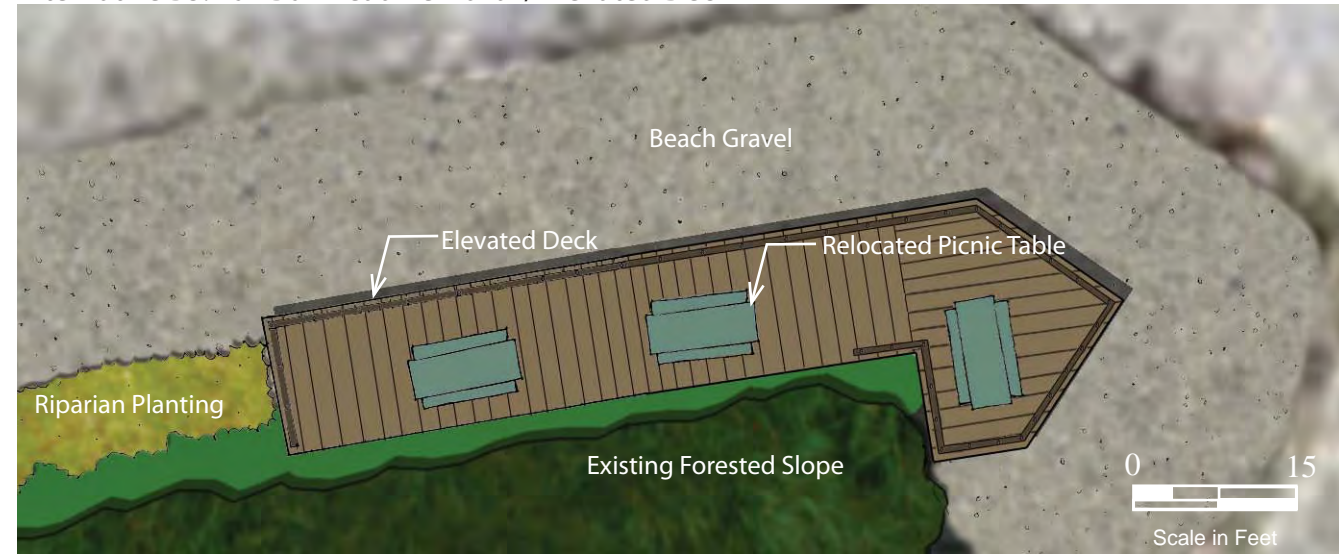 Beach Gravel
Elevated Deck
Relocated Picnic Table
Riparian Planting
Existing Forested Slope
0 15
Scale in Feet